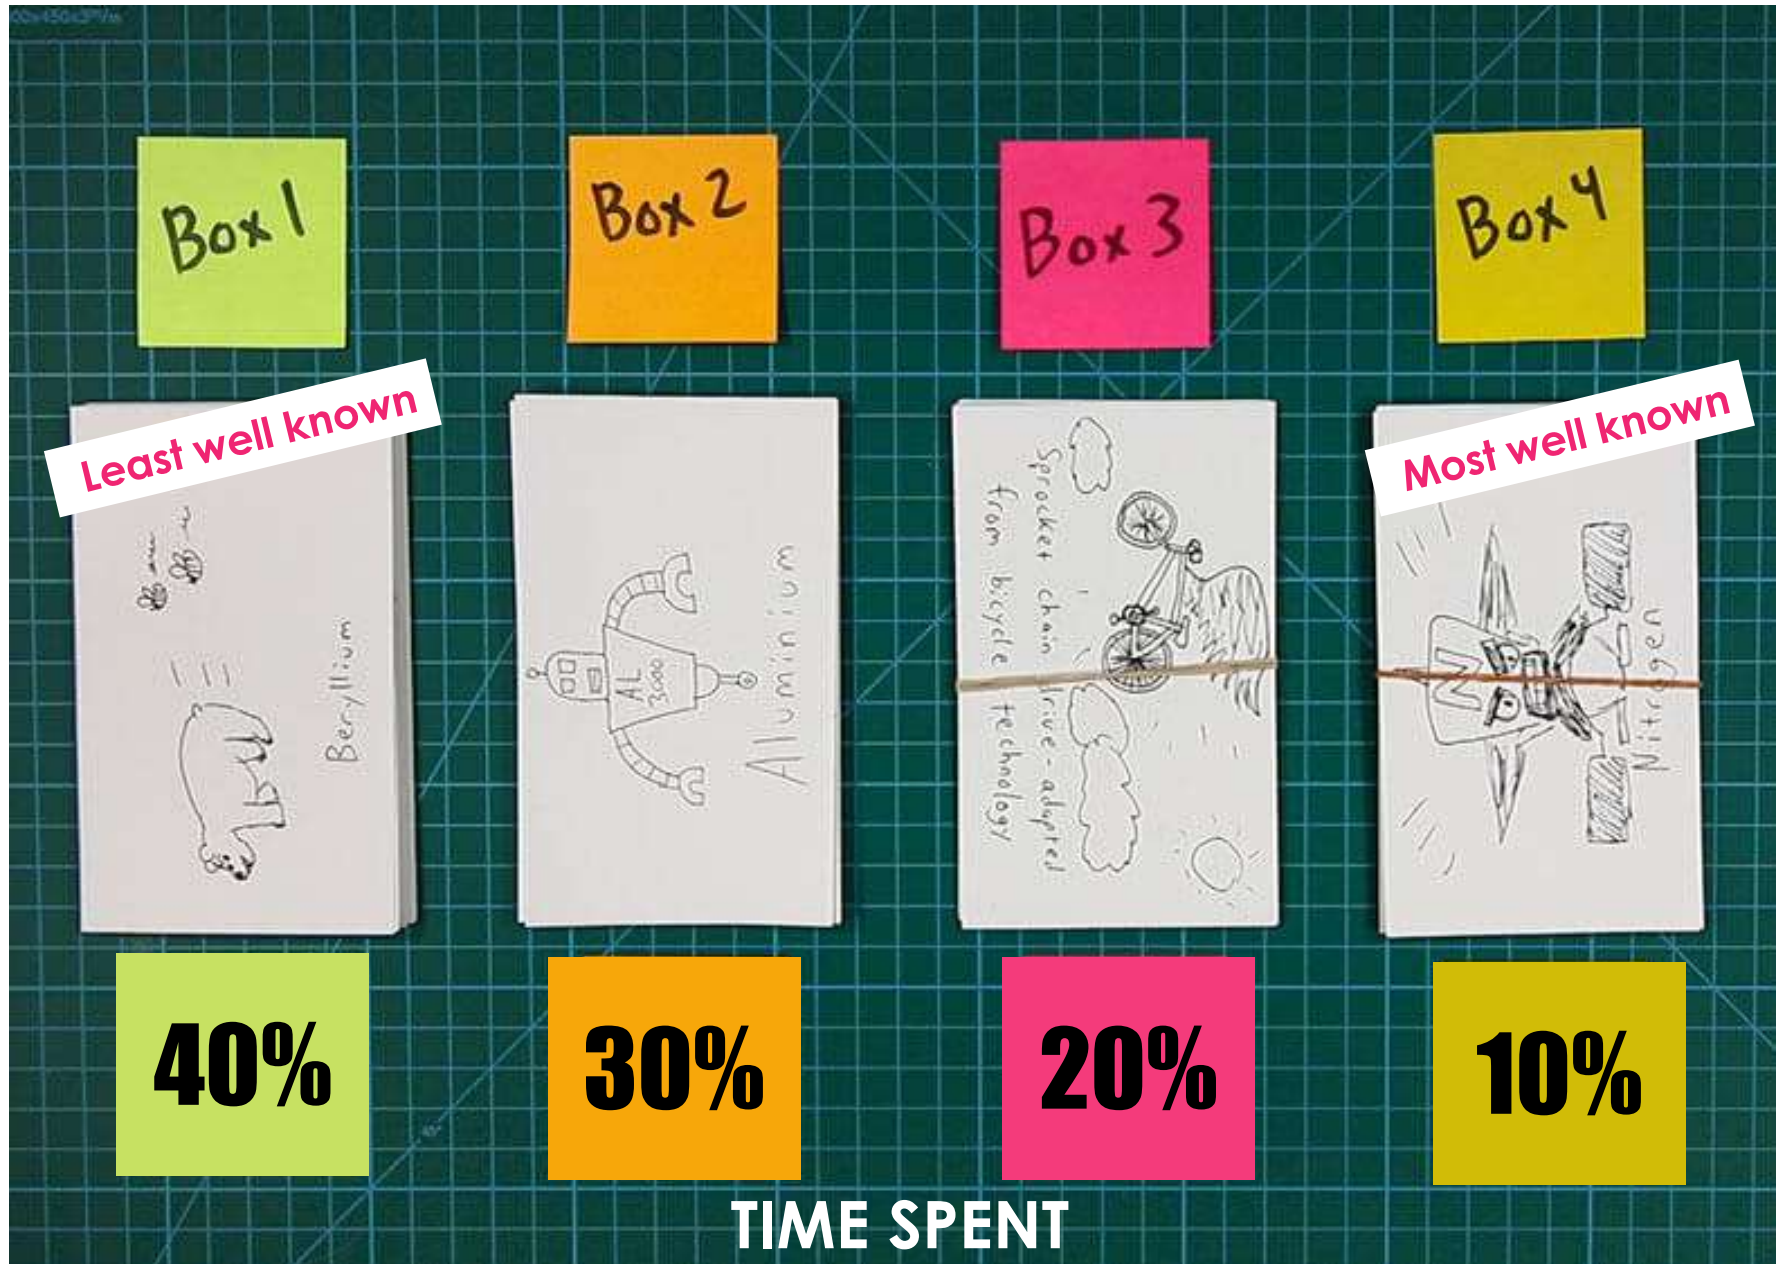 Box 1
Box 2
Box 3
Box 4
Least well known
Most well known
Beryllium
AL
3000
Aluminium
Sprocket chain drive-adapted
from bicycle technology
N
Nitrogen
40%
30%
20%
10%
TIME SPENT